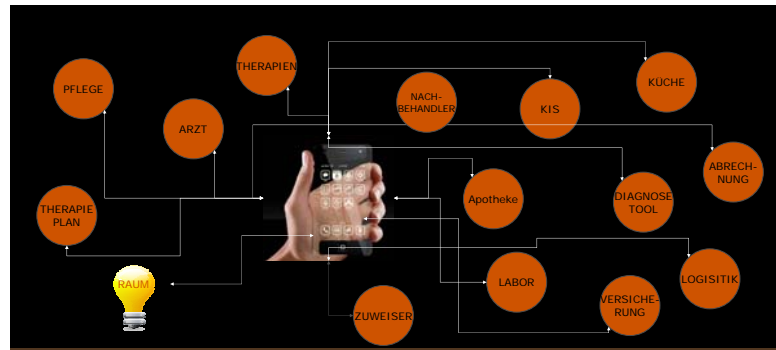 THERAPIEN
KÜCHE
PFLEGE
NACH-
BEHANDLER
KIS
ARZT
ABRECH-
NUNG
Apotheke
DIAGNOSE
TOOL
THERAPIE
PLAN
RAUM
LABOR
LOGISITIK
VERSICHE-
RUNG
ZUWEISER